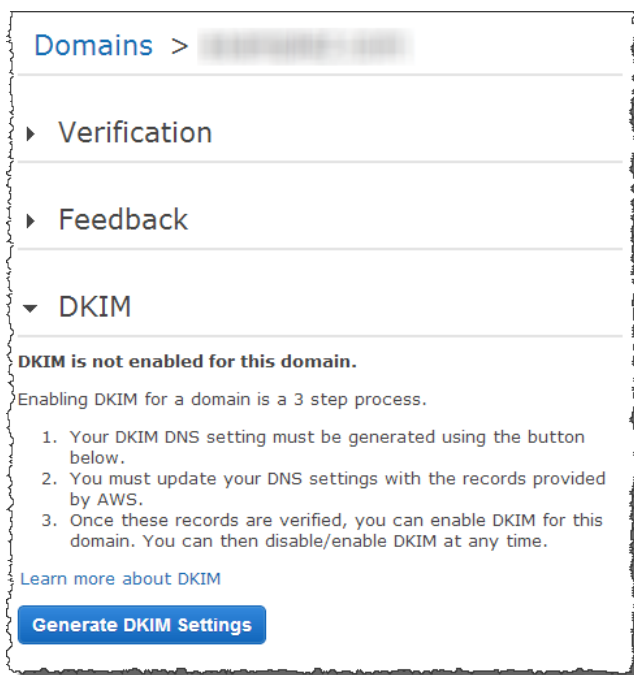 Domains >
Verification
Feedback
DKIM
DKIM is not enabled for this domain.
Enabling DKIM for a domain is a 3 step process.
1. Your DKIM DNS setting must be generated using the button
below.
2. You must update your DNS settings with the records provided
by AWS.
3. Once these records are verified, you can enable DKIM for this
domain. You can then disable/enable DKIM at any time.
Learn more about DKIM
Generate DKIM Settings